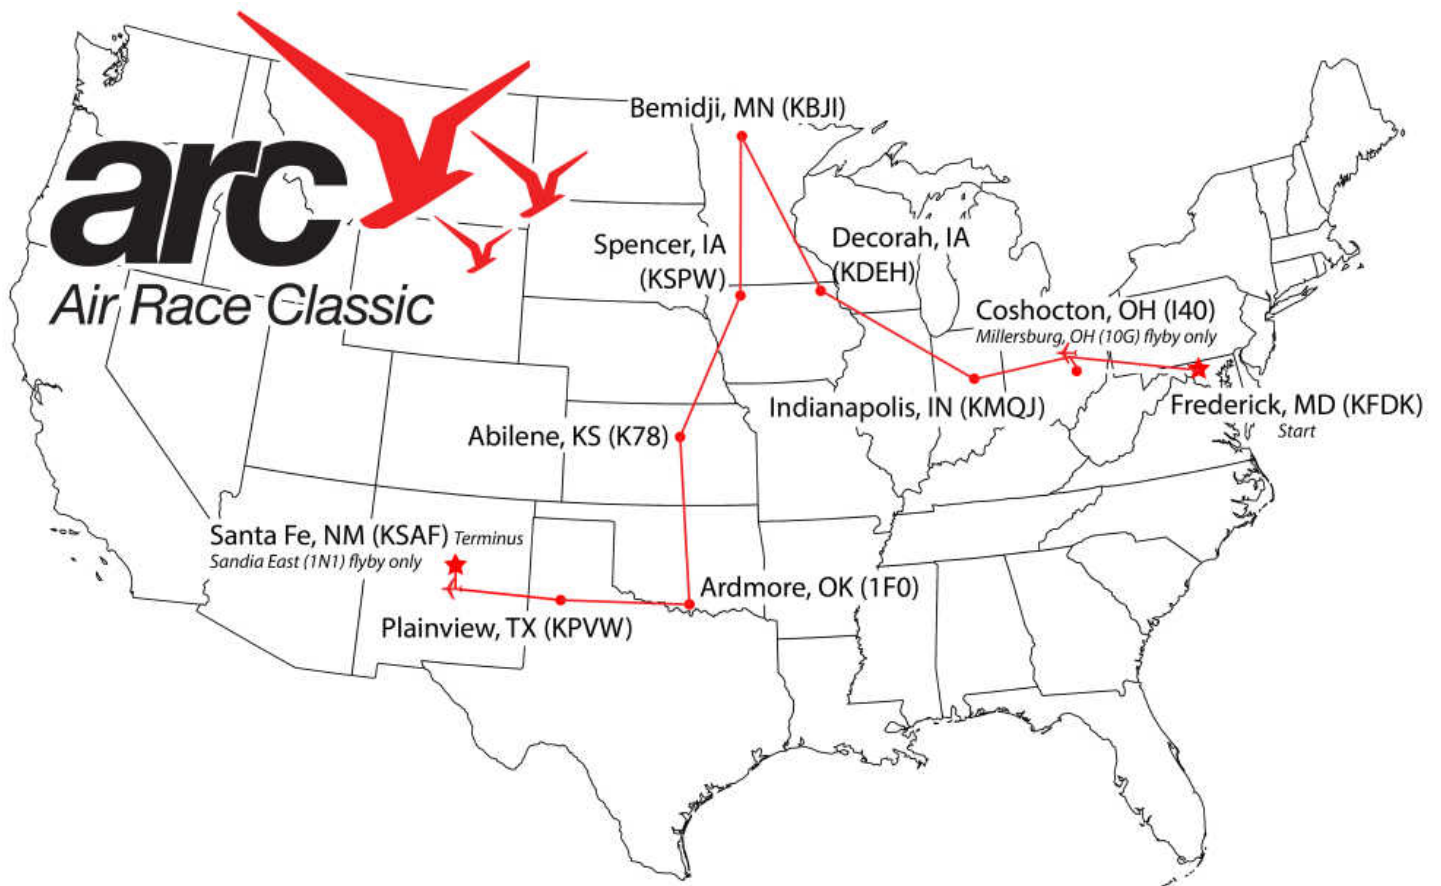 arc
Air Race Classic
Bemidji, MN (KBJI)
Spencer, IA
(KSPW)
Decorah, IA
(KDEH)
Coshocton, OH (I40)
Millersburg, OH (10G) flyby only
Indianapolis, IN (KMQJ)
Frederick, MD (KFDK)
Start
Abilene, KS (K78)
Santa Fe, NM (KSAF) Terminus
Sandia East (1N1) flyby only
Ardmore, OK (1F0)
Plainview, TX (KPVW)